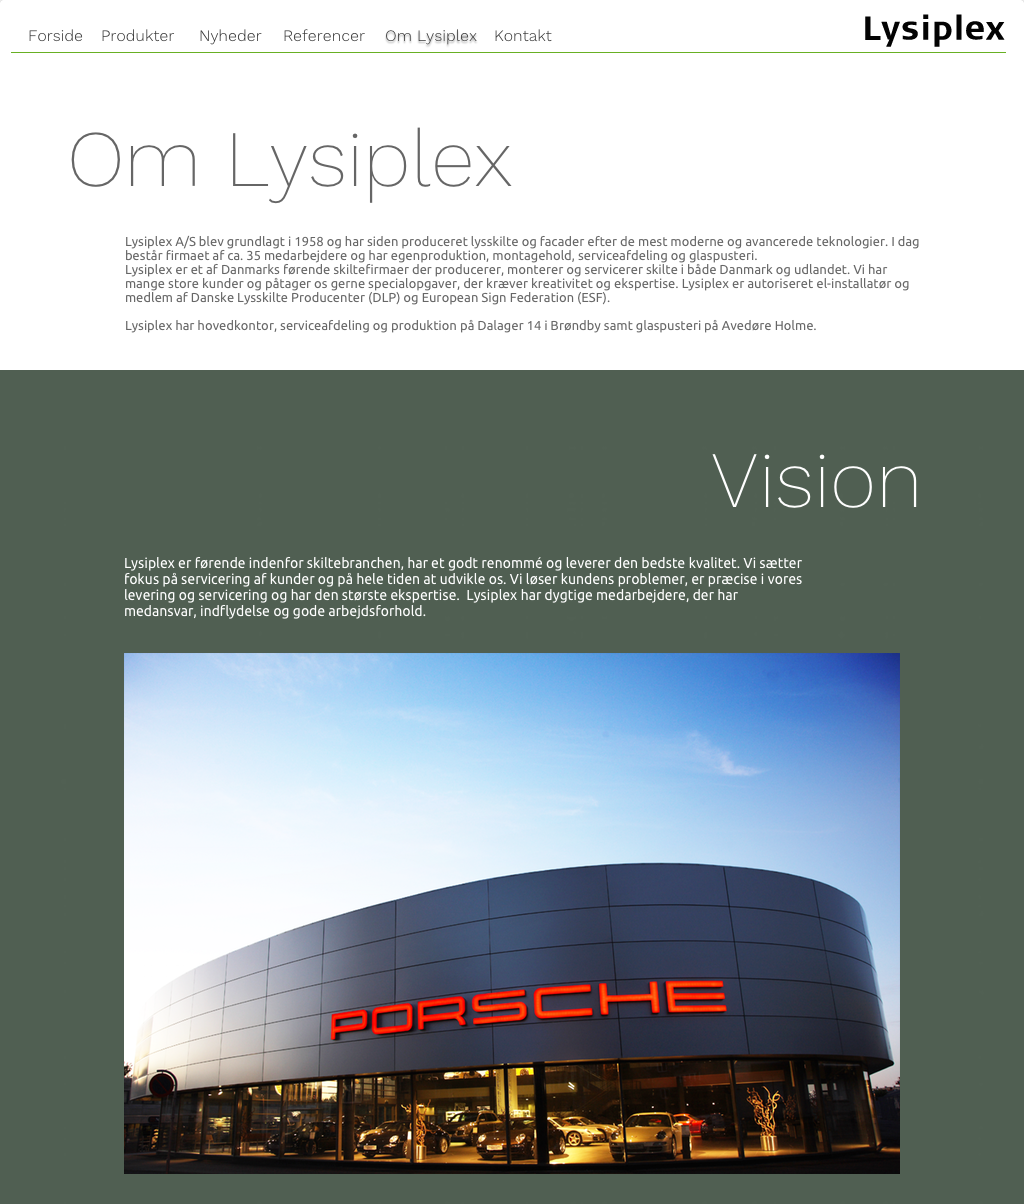 Forside Produkter Nyheder Referencer Om Lysiplex Kontakt Lysiplex
Om Lysiplex
Lysiplex A/S blev grundlagt i 1958 og har siden produceret lysskilte og facader efter de mest moderne og avancerede teknologier. I dag
består firmaet af ca. 35 medarbejdere og har egenproduktion, montagehold, serviceafdeling og glaspusteri.
Lysiplex er et af Danmarks førende skiltefirmaer der producerer, monterer og servicerer skilte i både Danmark og udlandet. Vi har
mange store kunder og påtager os gerne specialopgaver, der kræver kreativitet og ekspertise. Lysiplex er autoriseret el-installatør og
medlem af Danske Lysskilte Producenter (DLP) og European Sign Federation (ESF).
Lysiplex har hovedkontor, serviceafdeling og produktion på Dalager 14 i Brøndby samt glaspusteri på Avedøre Holme.
Vision
Lysiplex er førende indenfor skiltebranchen, har et godt renommé og leverer den bedste kvalitet. Vi sætter
fokus på servicering af kunder og på hele tiden at udvikle os. Vi løser kundens problemer, er præcise i vores
levering og servicering og har den største ekspertise.  Lysiplex har dygtige medarbejdere, der har
medansvar, indflydelse og gode arbejdsforhold.
PORSCHE